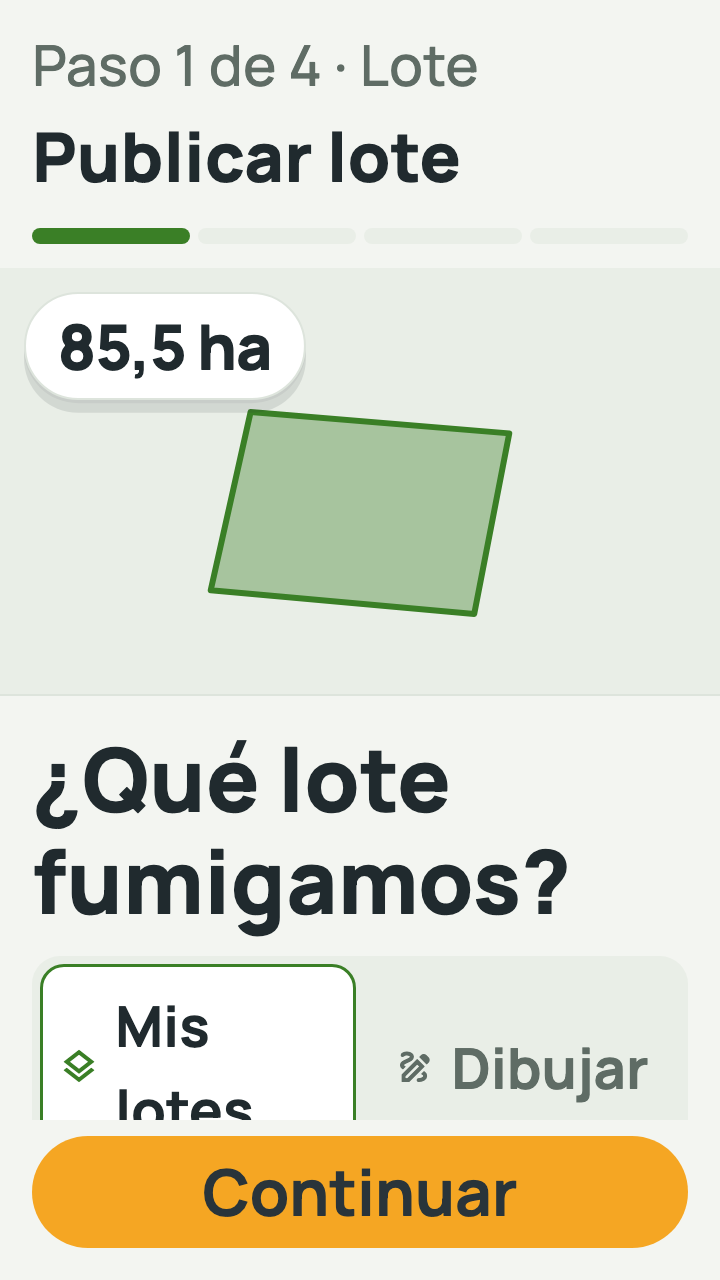 Paso 1 de 4 · Lote
Publicar lote
85,5 ha
¿Qué lote
fumigamos?
Mis
lotes
Dibujar
Continuar